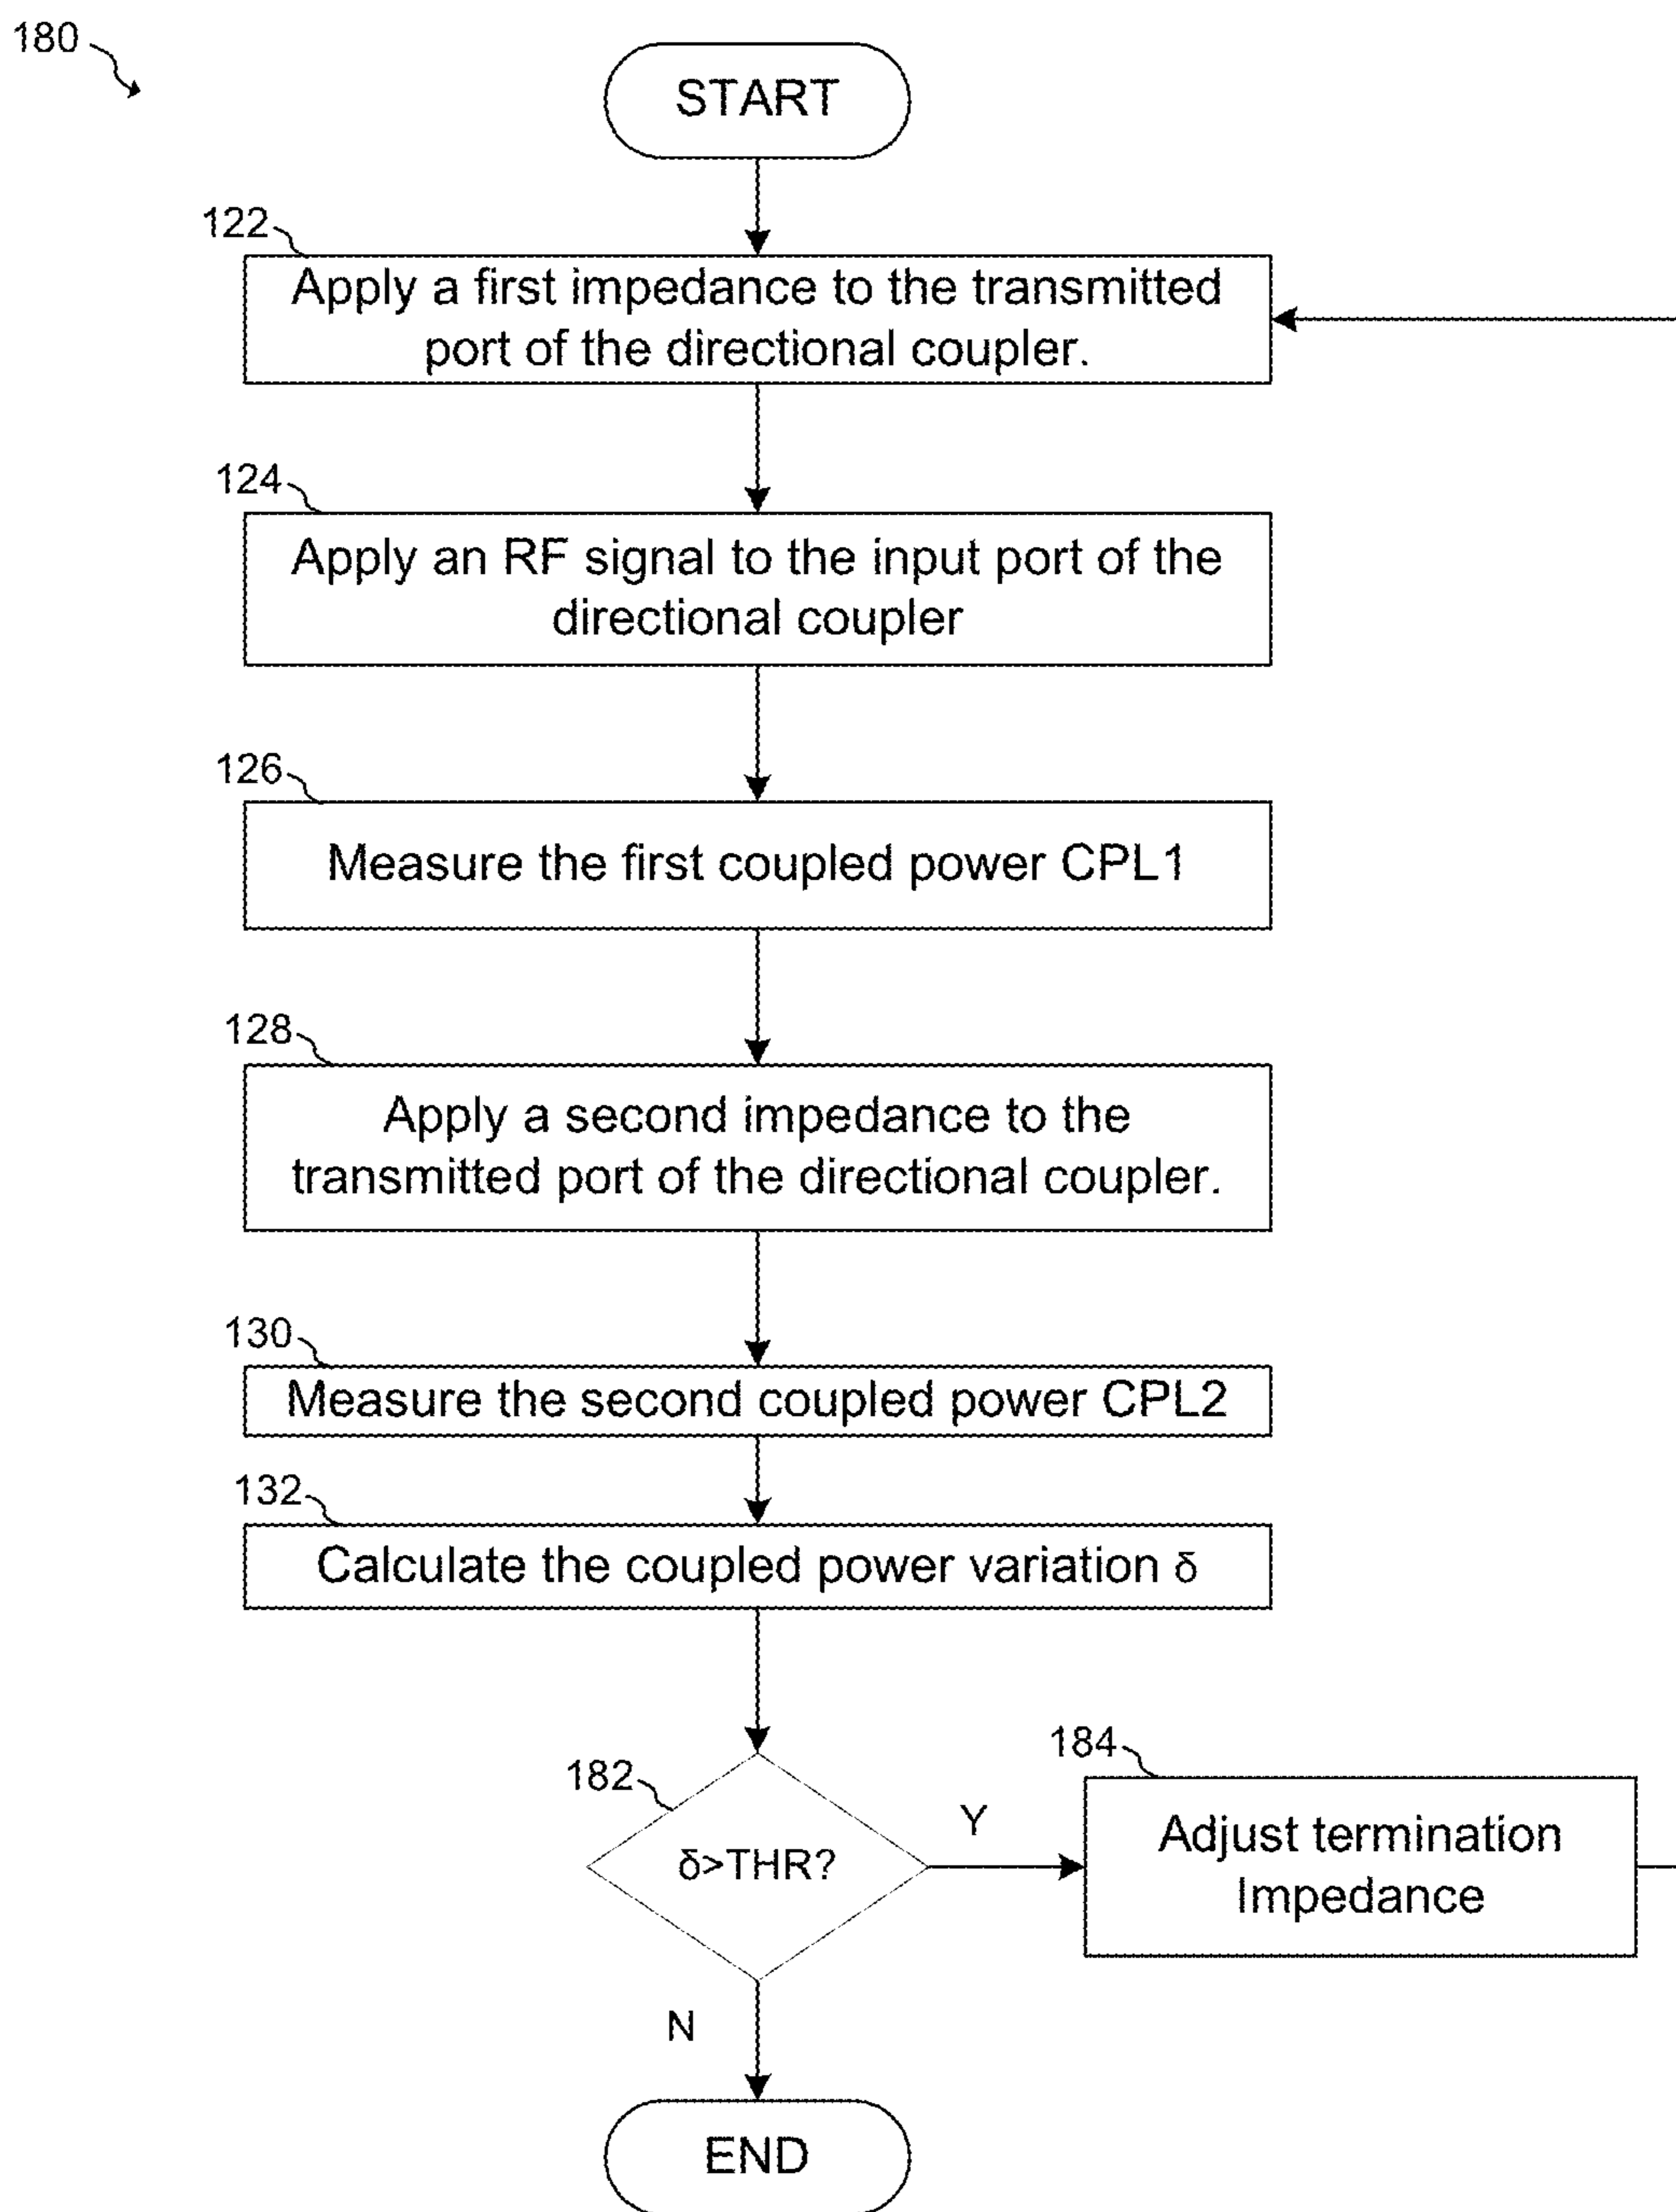 180
START
122
Apply a first impedance to the transmitted
port of the directional coupler.
124
Apply an RF signal to the input port of the
directional coupler
126
Measure the first coupled power CPL1
128
Apply a second impedance to the
transmitted port of the directional coupler.
130
Measure the second coupled power CPL2
132
Calculate the coupled power variation δ
182
δ>THR?
Y
184
Adjust termination
Impedance
N
END